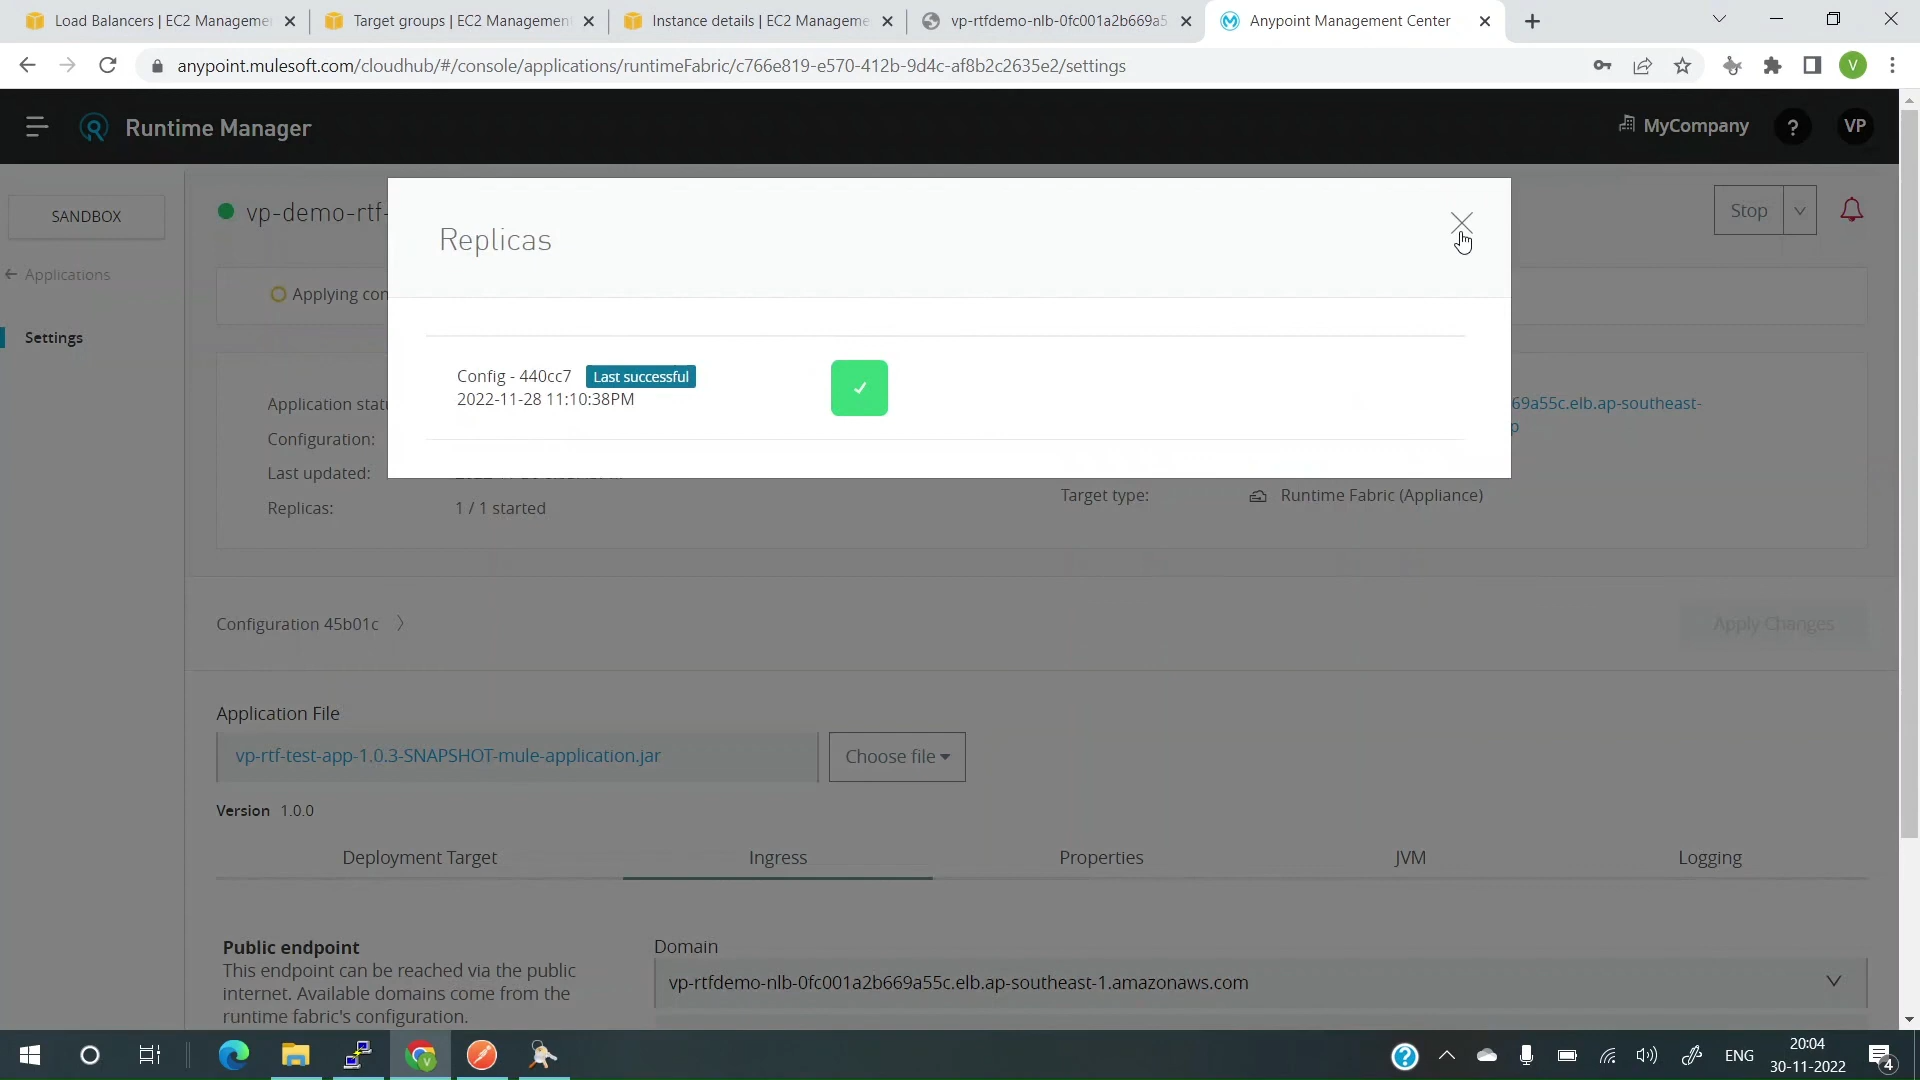 Load Balancers | EC2 Manageme
Target groups | EC2 Management
Instance details | EC2 Manageme
vp-rtfdemo-nlb-0fc001a2b669a5
Anypoint Management Center
anypoint.mulesoft.com/cloudhub/#/console/applications/runtimeFabric/c766e819-e570-412b-9d4c-af8b2c2635e2/settings
V
Runtime Manager
MyCompany
?
VP
SANDBOX
vp-demo-rtf-
Stop
Replicas
Applications
Applying con
Settings
Config - 440cc7 Last successful
2022-11-28 11:10:38PM
Application statu
69a55c.elb.ap-southeast-
p
Configuration:
Last updated:
Replicas: 1 / 1 started
Target type: Runtime Fabric (Appliance)
Configuration 45b01c
Apply Changes
Application File
vp-rtf-test-app-1.0.3-SNAPSHOT-mule-application.jar
Choose file
Version 1.0.0
Deployment Target
Ingress
Properties
JVM
Logging
Public endpoint
This endpoint can be reached via the public
internet. Available domains come from the
runtime fabric's configuration.
Domain
vp-rtfdemo-nlb-0fc001a2b669a55c.elb.ap-southeast-1.amazonaws.com
ENG
20:04
30-11-2022
4